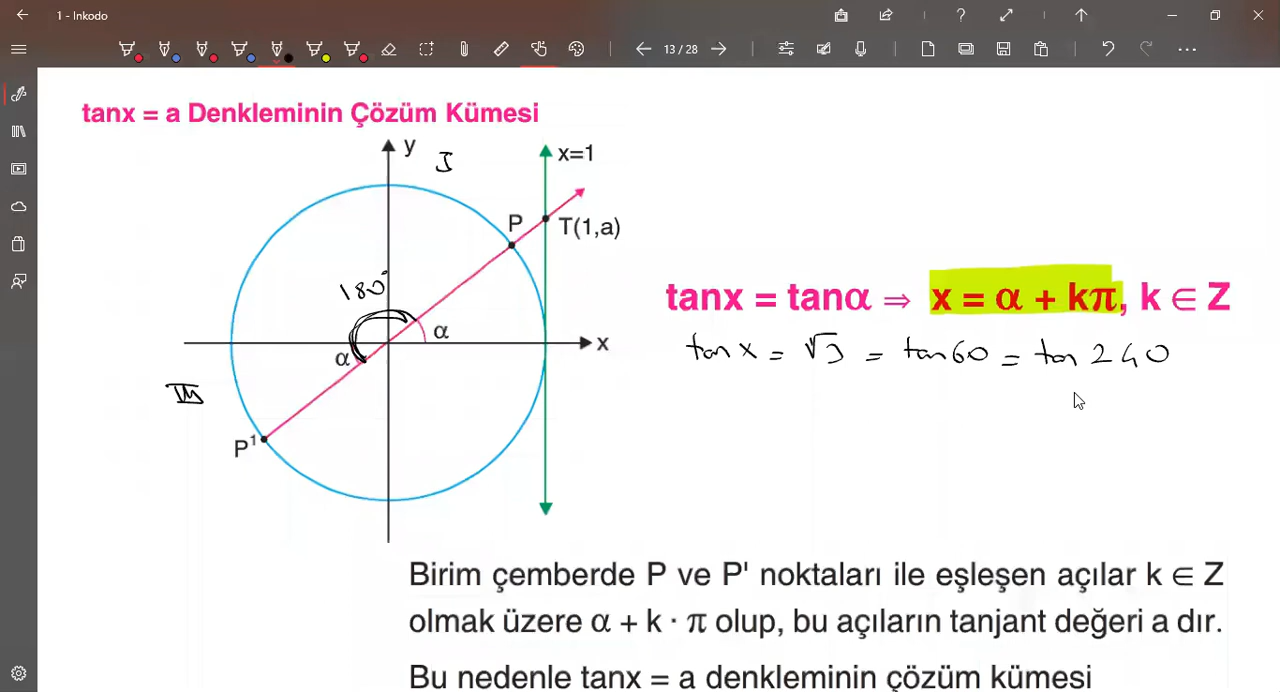 1 - Inkodo
13 / 28
tanx = a Denkleminin Çözüm Kümesi
y
I
x=1
P
T(1,a)
180°
α
x
α
III
P¹
tanx = tanα ⇒ x = α + kπ, k ∈ Z
tan x = √3 = tan60 = tan 240
Birim çemberde P ve P' noktaları ile eşleşen açılar k ∈ Z
olmak üzere α + k · π olup, bu açıların tanjant değeri a dır.
Bu nedenle tanx = a denkleminin çözüm kümesi